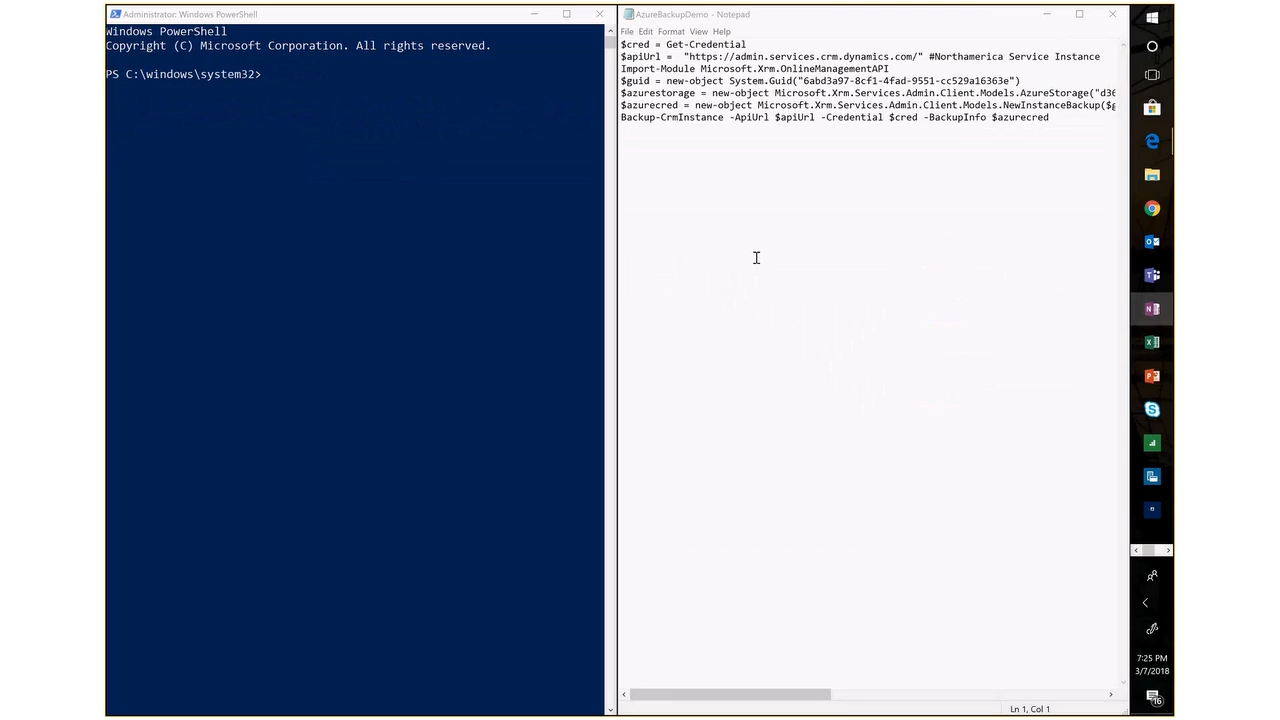 Administrator: Windows PowerShell
Windows PowerShell
Copyright (C) Microsoft Corporation. All rights reserved.
PS C:\windows\system32>
AzureBackupDemo - Notepad
File Edit Format View Help
$cred = Get-Credential
$apiUrl =  "https://admin.services.crm.dynamics.com/" #Northamerica Service Instance
Import-Module Microsoft.Xrm.OnlineManagementAPI
$guid = new-object System.Guid("6abd3a97-8cf1-4fad-9551-cc529a16363e")
$azurestorage = new-object Microsoft.Xrm.Services.Admin.Client.Models.AzureStorage("d36
$azurecred = new-object Microsoft.Xrm.Services.Admin.Client.Models.NewInstanceBackup($g
Backup-CrmInstance -ApiUrl $apiUrl -Credential $cred -BackupInfo $azurecred
Ln 1, Col 1
7:25 PM
3/7/2018
16